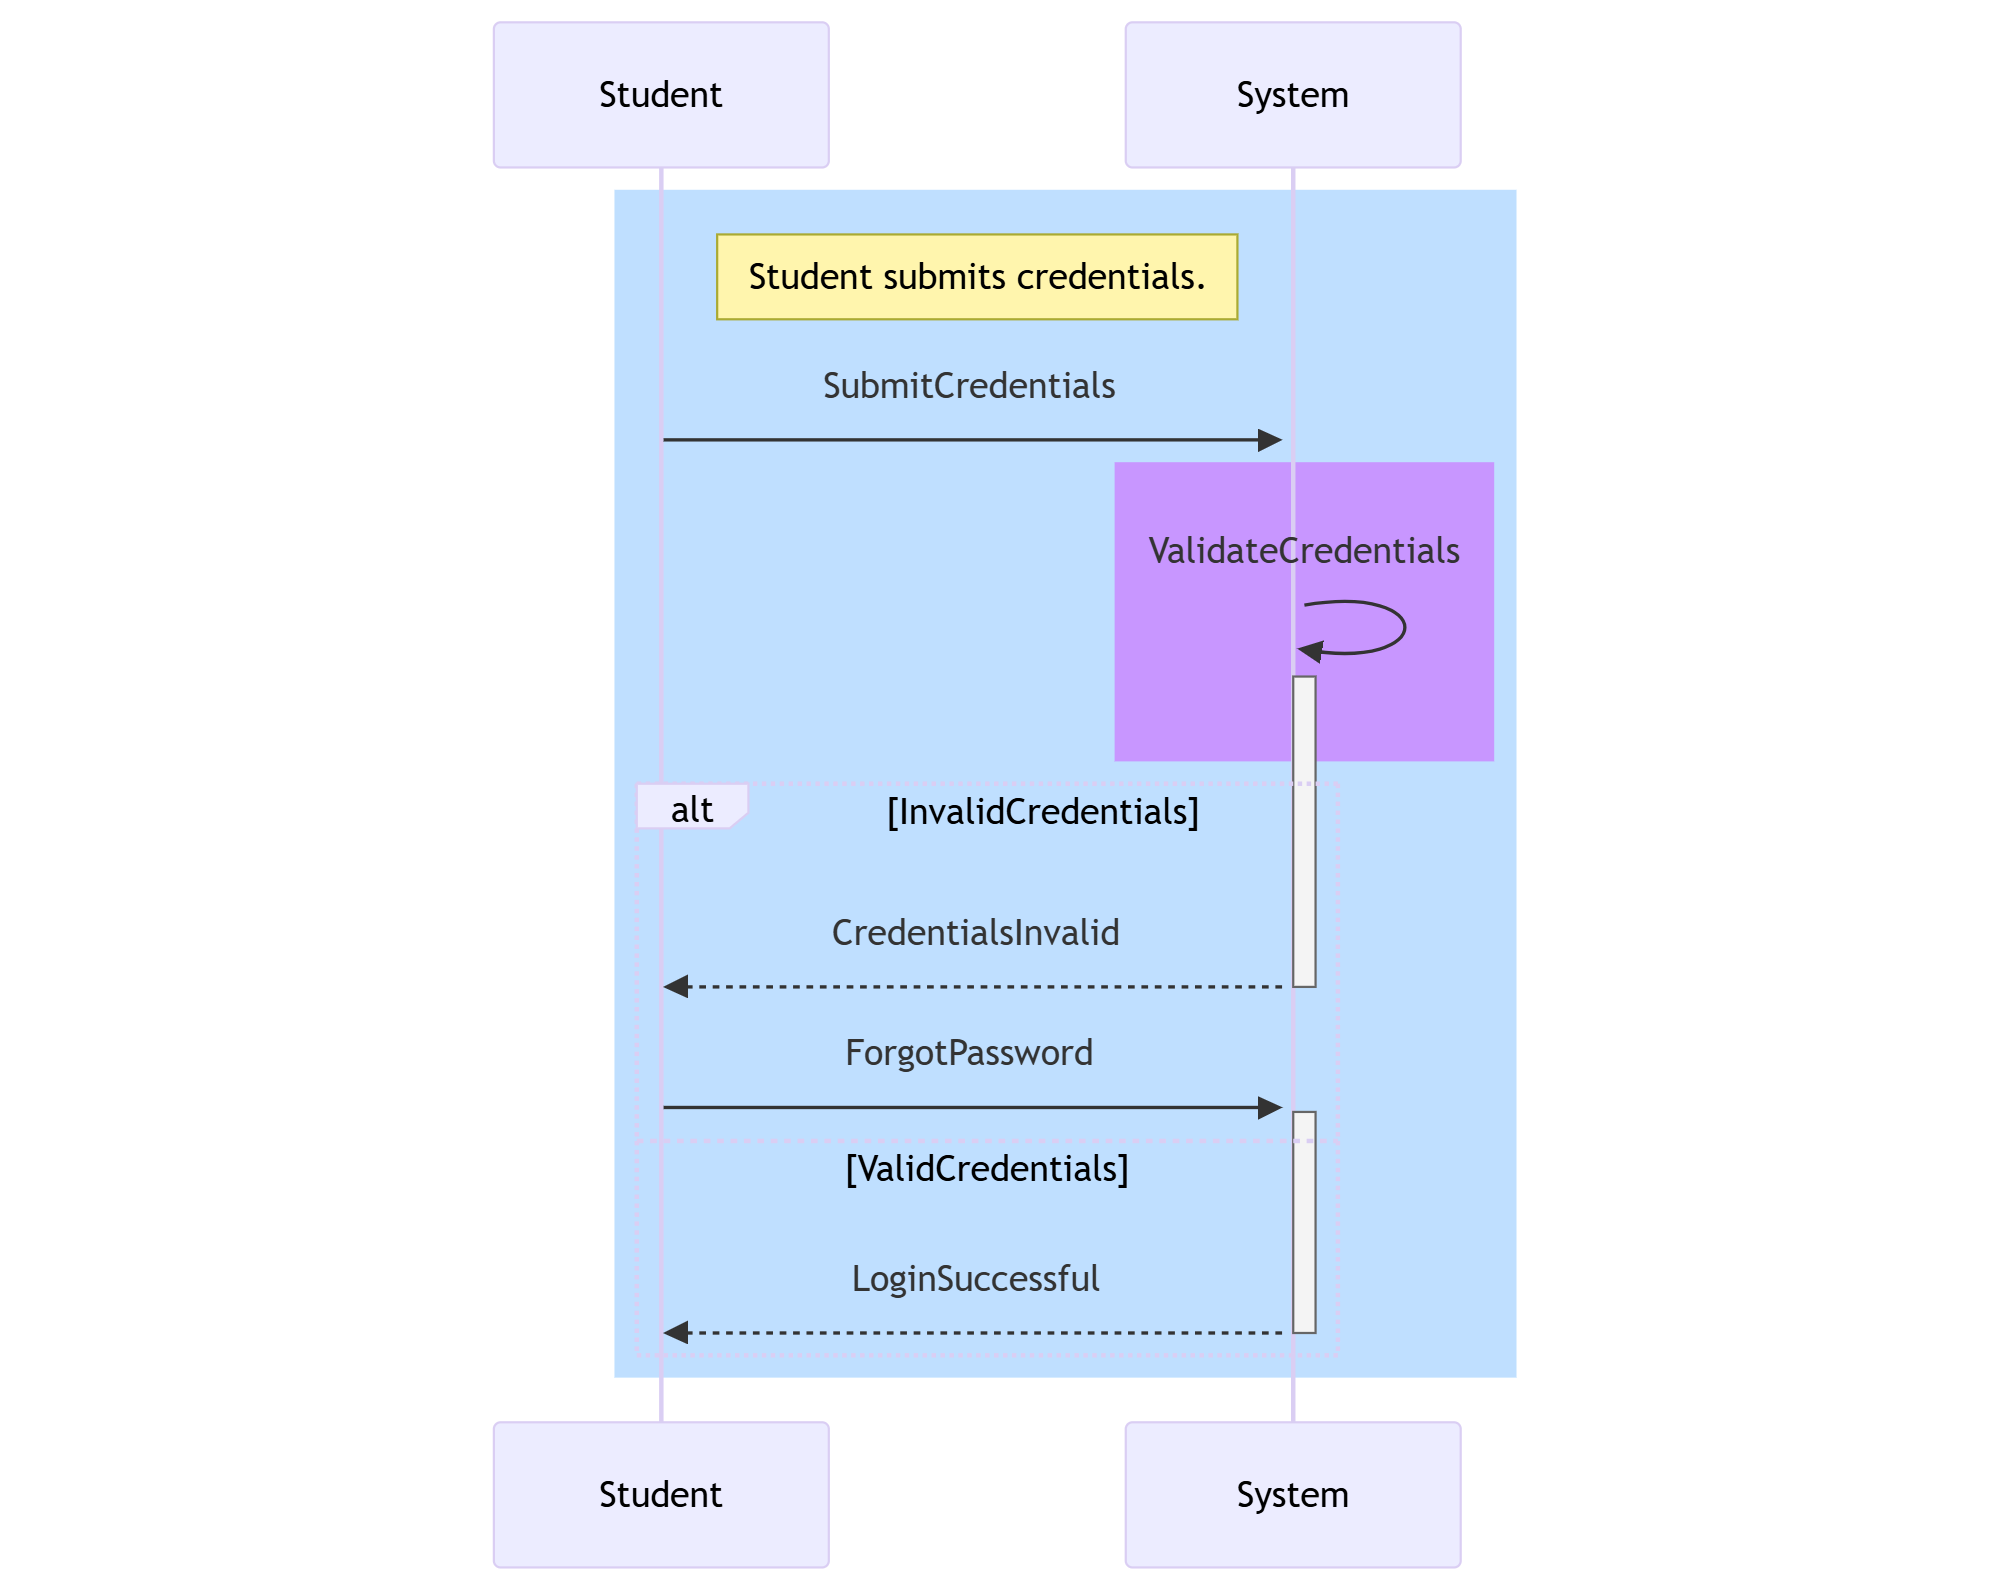 Student
System
Student submits credentials.
SubmitCredentials
ValidateCredentials
alt
[InvalidCredentials]
CredentialsInvalid
ForgotPassword
[ValidCredentials]
LoginSuccessful
Student
System